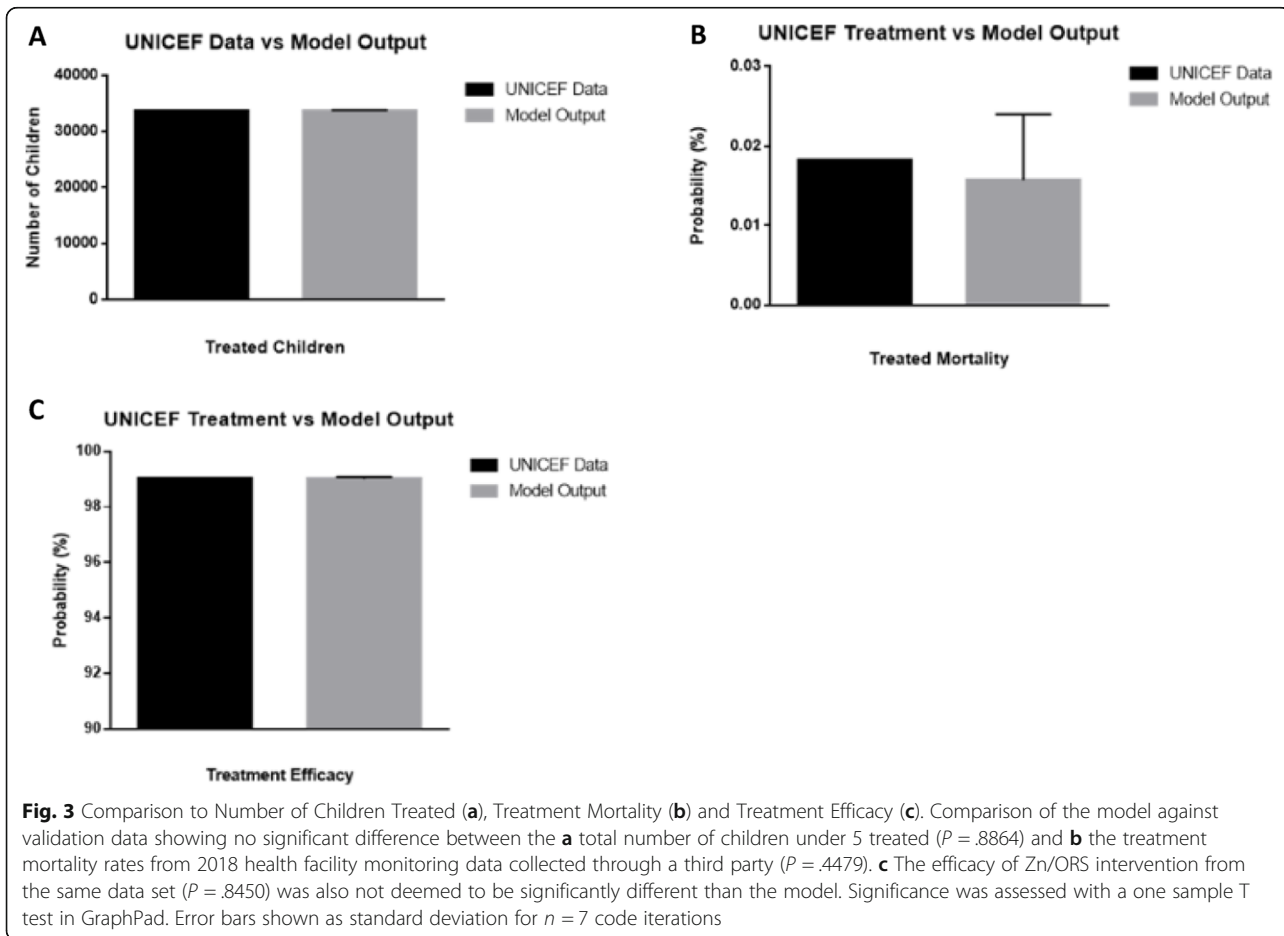 A
UNICEF Data vs Model Output
40000
30000
20000
10000
0
Number of Children
UNICEF Data
Model Output
Treated Children
B
UNICEF Treatment vs Model Output
0.03
0.02
0.01
0.00
Probability (%)
UNICEF Data
Model Output
Treated Mortality
C
UNICEF Treatment vs Model Output
100
98
96
94
92
90
Probability (%)
UNICEF Data
Model Output
Treatment Efficacy
Fig. 3 Comparison to Number of Children Treated (a), Treatment Mortality (b) and Treatment Efficacy (c). Comparison of the model against
validation data showing no significant difference between the a total number of children under 5 treated (P = .8864) and b the treatment
mortality rates from 2018 health facility monitoring data collected through a third party (P = .4479). c The efficacy of Zn/ORS intervention from
the same data set (P = .8450) was also not deemed to be significantly different than the model. Significance was assessed with a one sample T
test in GraphPad. Error bars shown as standard deviation for n = 7 code iterations